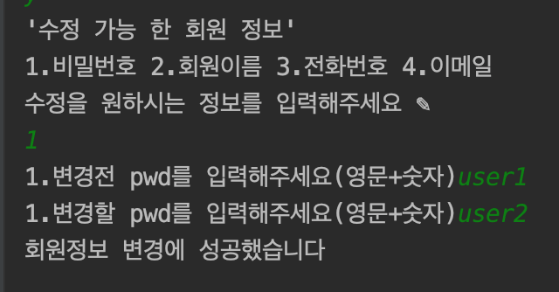 y
'수정 가능 한 회원 정보'
1.비밀번호 2.회원이름 3.전화번호 4.이메일
수정을 원하시는 정보를 입력해주세요 ✎
1
1.변경전 pwd를 입력해주세요(영문+숫자)user1
1.변경할 pwd를 입력해주세요(영문+숫자)user2
회원정보 변경에 성공했습니다